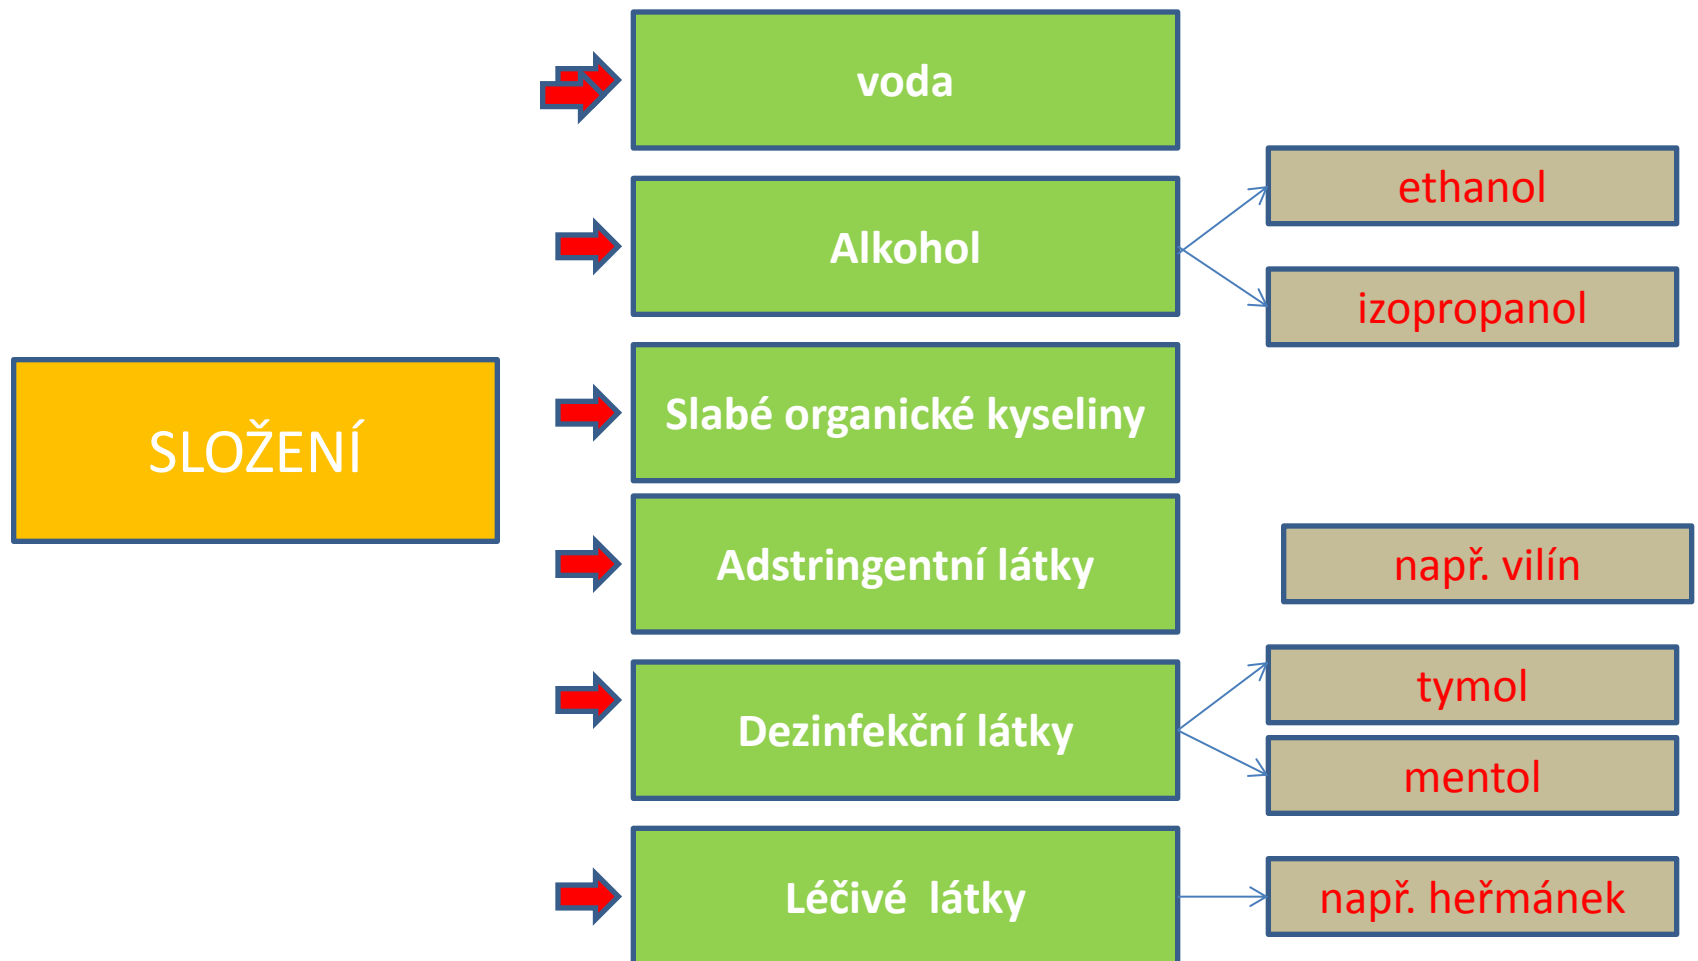 SLOŽENÍ
voda
Alkohol
ethanol
izopropanol
Slabé organické kyseliny
Adstringentní látky
např. vilín
Dezinfekční látky
tymol
mentol
Léčivé  látky
např. heřmánek